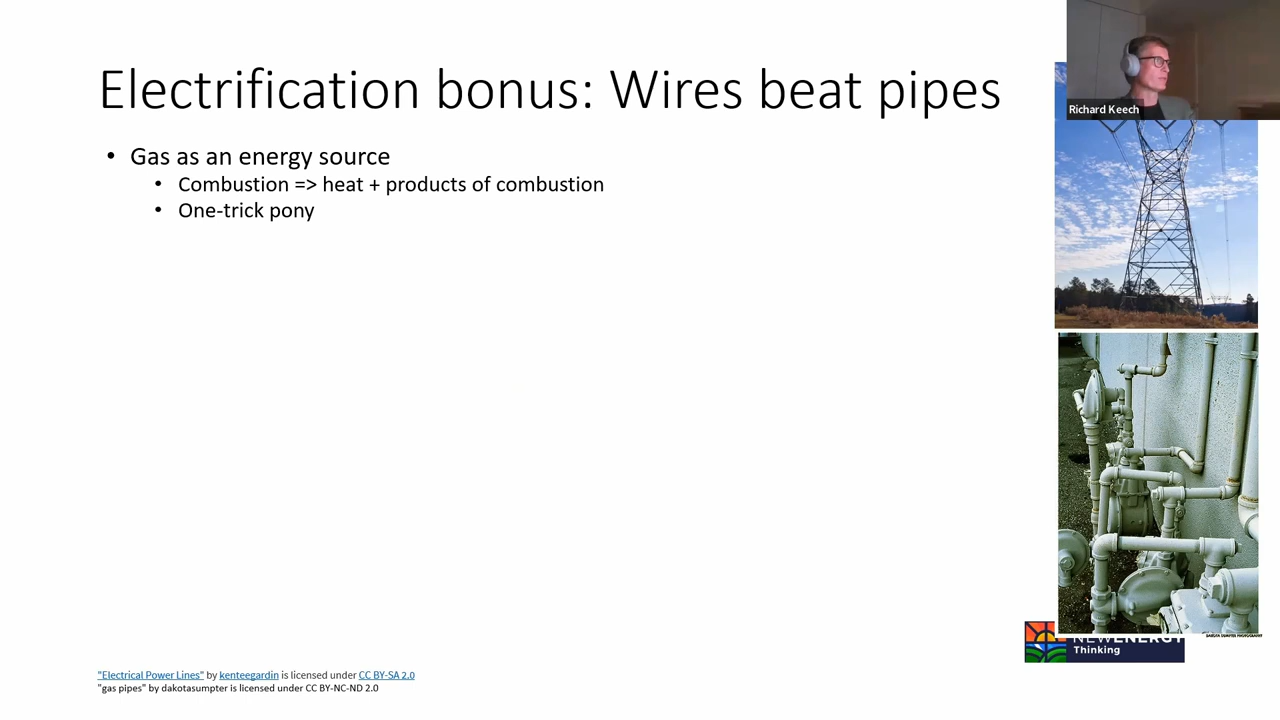 Electrification bonus: Wires beat pipes
Richard Keech
• Gas as an energy source
• Combustion => heat + products of combustion
• One-trick pony
NEWENERGY
Thinking
"Electrical Power Lines" by kenteegardin is licensed under CC BY-SA 2.0
"gas pipes" by dakotasumpter is licensed under CC BY-NC-ND 2.0